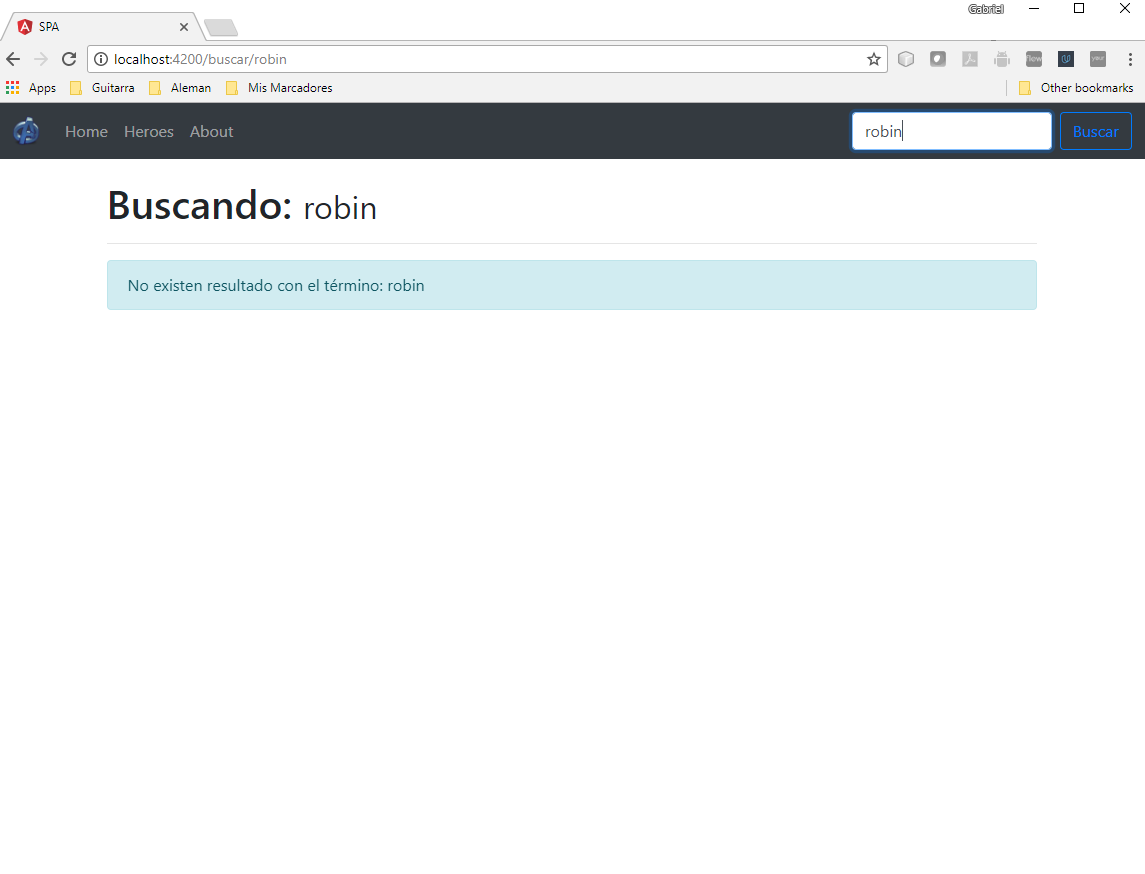 Gabriel
SPA
localhost:4200/buscar/robin
Apps Guitarra Aleman Mis Marcadores Other bookmarks
Home Heroes About robin Buscar
Buscando: robin
No existen resultado con el término: robin